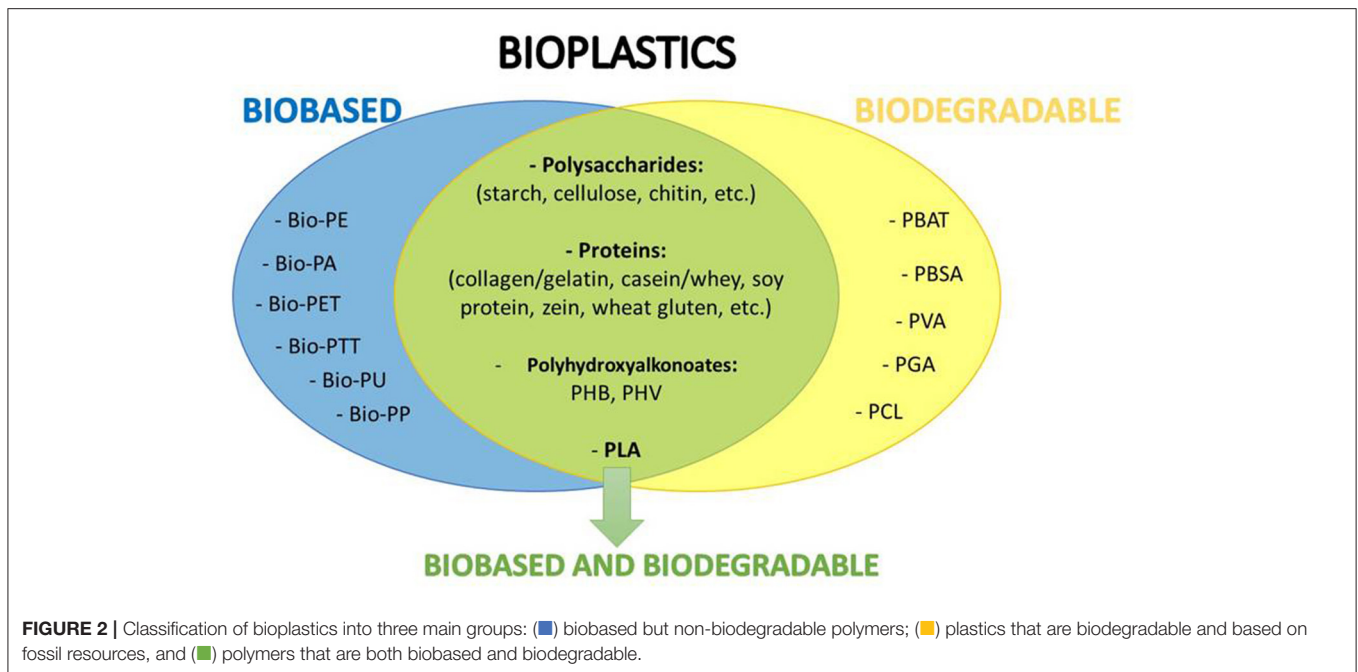 BIOPLASTICS
BIOBASED
BIODEGRADABLE
- Bio-PE
- Bio-PA
- Bio-PET
- Bio-PTT
- Bio-PU
- Bio-PP
- Polysaccharides:
(starch, cellulose, chitin, etc.)
- Proteins:
(collagen/gelatin, casein/whey, soy
protein, zein, wheat gluten, etc.)
- Polyhydroxyalkonoates:
PHB, PHV
- PLA
- PBAT
- PBSA
- PVA
- PGA
- PCL
BIOBASED AND BIODEGRADABLE
FIGURE 2 | Classification of bioplastics into three main groups: (■) biobased but non-biodegradable polymers; (■) plastics that are biodegradable and based on
fossil resources, and (■) polymers that are both biobased and biodegradable.